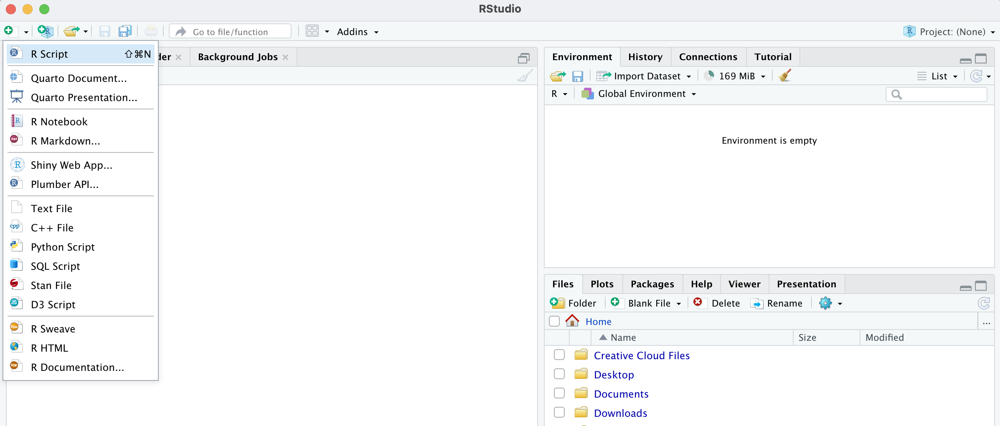 RStudio
Go to file/function
Addins
Project: (None)
R Script ⇧⌘N
Quarto Document...
Quarto Presentation...
R Notebook
R Markdown...
Shiny Web App...
Plumber API...
Text File
C++ File
Python Script
SQL Script
Stan File
D3 Script
R Sweave
R HTML
R Documentation...
der
Background Jobs
Environment
History
Connections
Tutorial
Import Dataset
169 MiB
List
R
Global Environment
Environment is empty
Files
Plots
Packages
Help
Viewer
Presentation
Folder
Blank File
Delete
Rename
Home
...
Name
Size
Modified
Creative Cloud Files
Desktop
Documents
Downloads